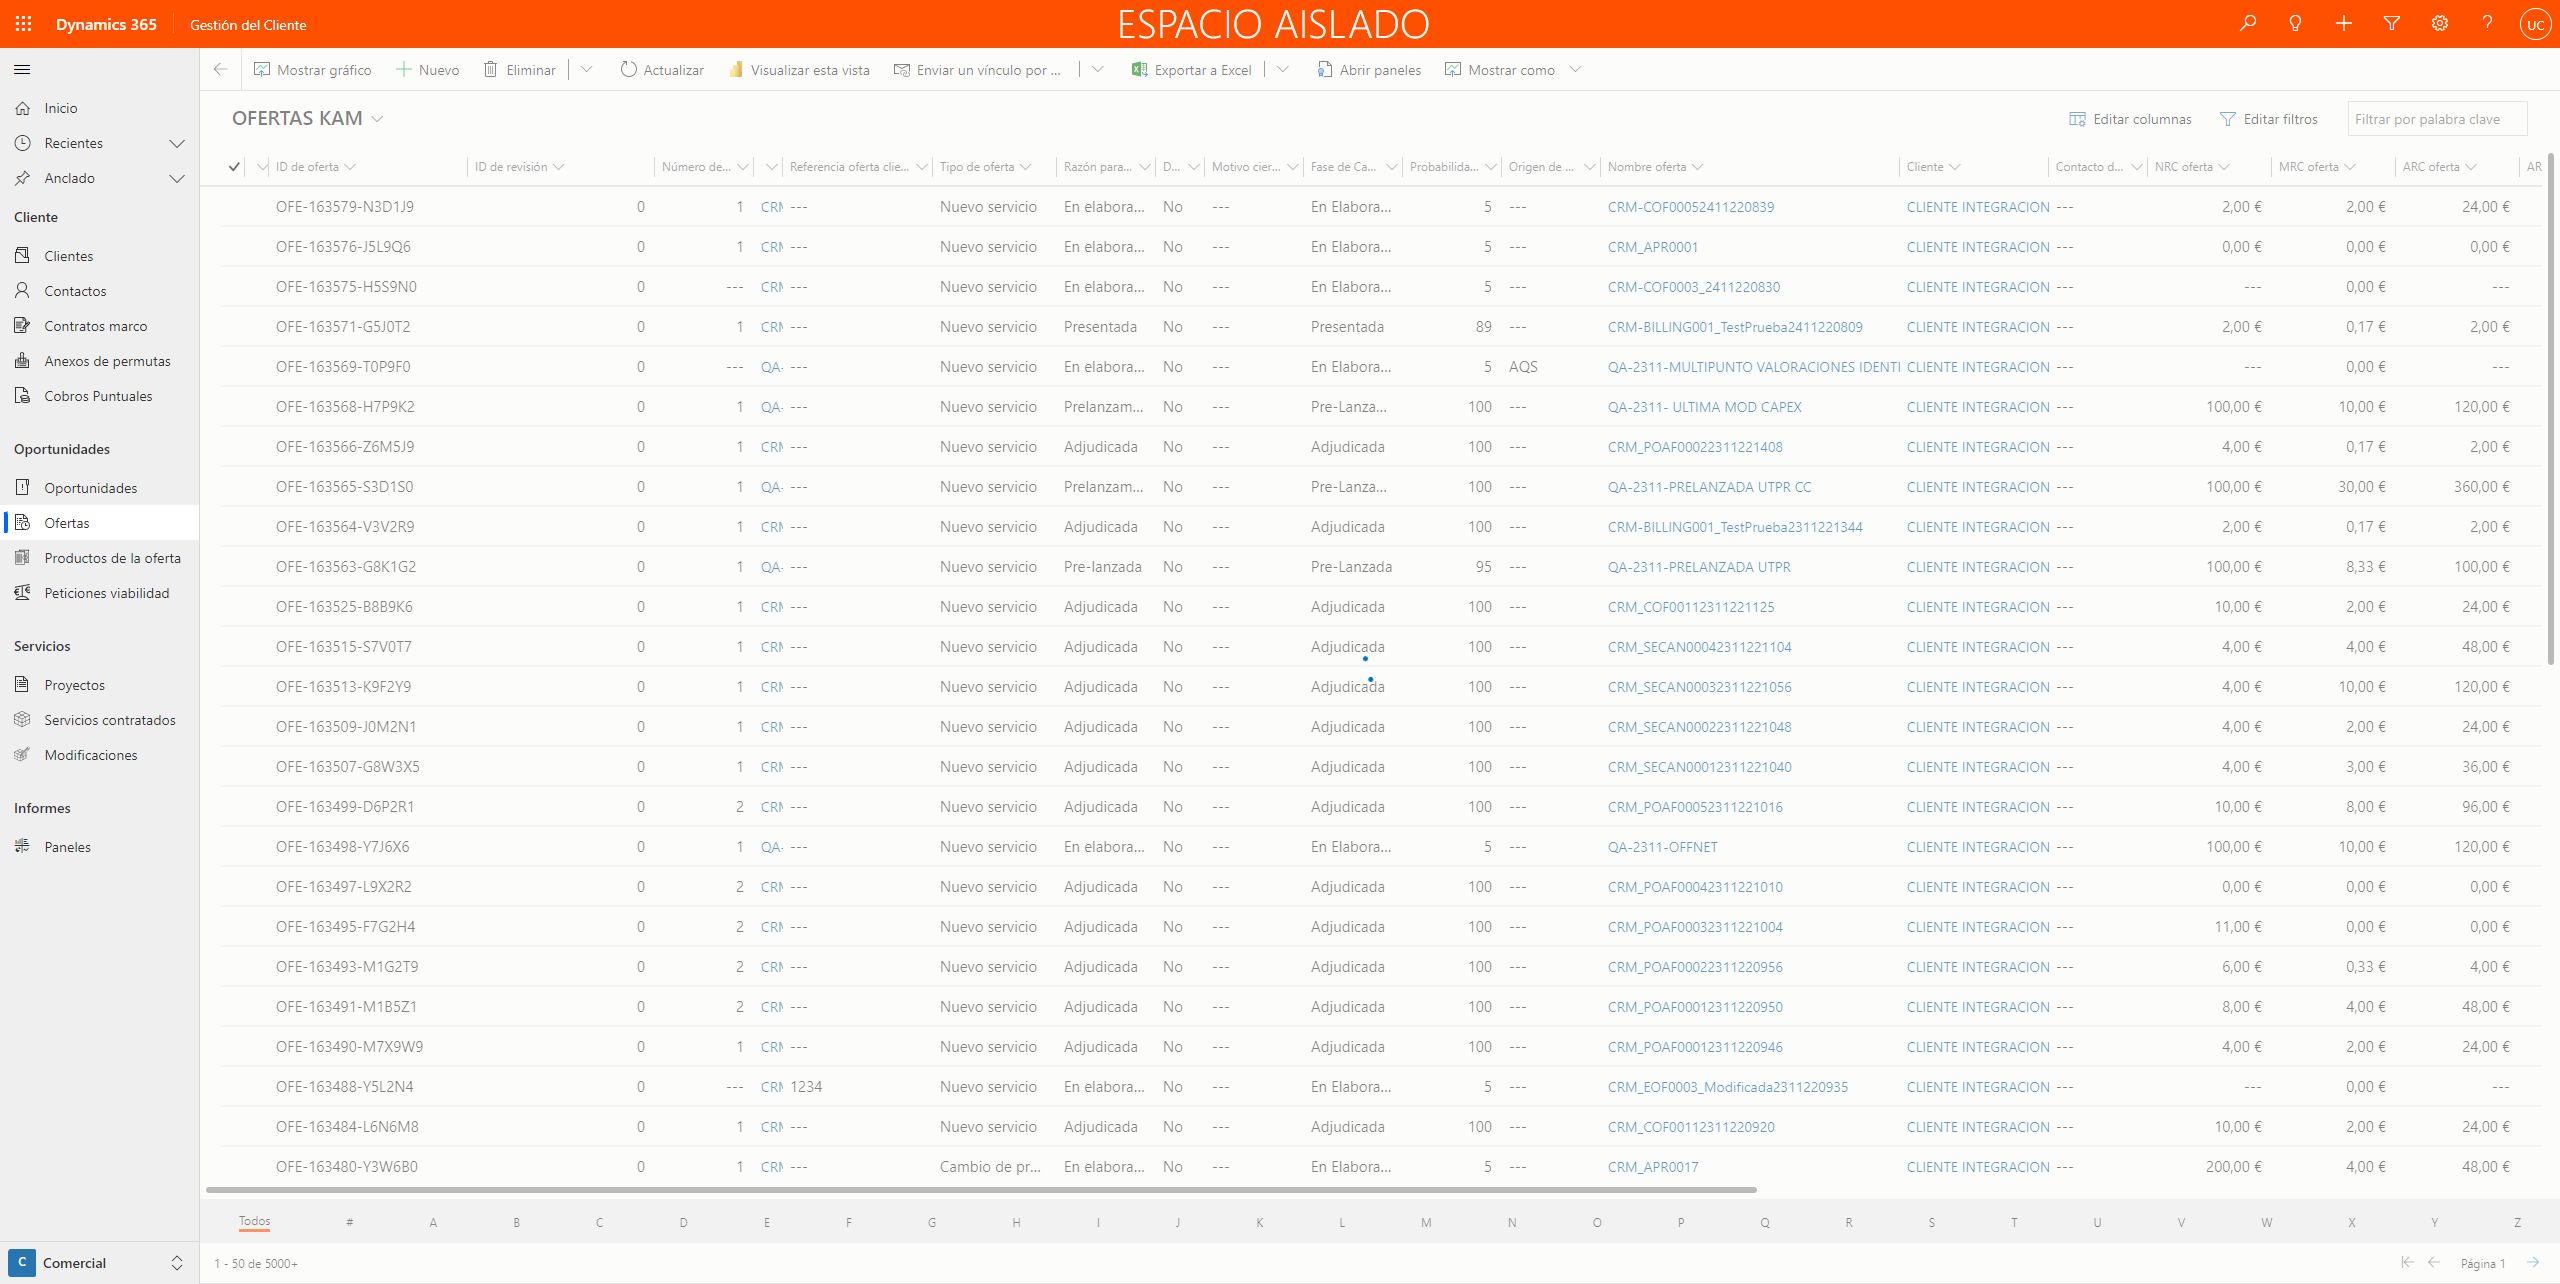 Dynamics 365 Gestión del Cliente ESPACIO AISLADO UC
Mostrar gráfico Nuevo Eliminar Actualizar Visualizar esta vista Enviar un vínculo por ... Exportar a Excel Abrir paneles Mostrar como
Inicio
Recientes
Anclado
Cliente
Clientes
Contactos
Contratos marco
Anexos de permutas
Cobros Puntuales
Oportunidades
Oportunidades
Ofertas
Productos de la oferta
Peticiones viabilidad
Servicios
Proyectos
Servicios contratados
Modificaciones
Informes
Paneles
C Comercial
OFERTAS KAM Editar columnas Editar filtros Filtrar por palabra clave
ID de oferta ID de revisión Número de... Referencia oferta clie... Tipo de oferta Razón para... D... Motivo cier... Fase de Ca... Probabilida... Origen de ... Nombre oferta Cliente Contacto d... NRC oferta MRC oferta ARC oferta AR
OFE-163579-N3D1J9 0 1 CRM --- Nuevo servicio En elabora... No --- En Elabora... 5 --- CRM-COF00052411220839 CLIENTE INTEGRACION --- 2,00 € 2,00 € 24,00 €
OFE-163576-J5L9Q6 0 1 CRM --- Nuevo servicio En elabora... No --- En Elabora... 5 --- CRM_APR0001 CLIENTE INTEGRACION --- 0,00 € 0,00 € 0,00 €
OFE-163575-H5S9N0 0 --- CRM --- Nuevo servicio En elabora... No --- En Elabora... 5 --- CRM-COF0003_2411220830 CLIENTE INTEGRACION --- --- 0,00 € ---
OFE-163571-G5J0T2 0 1 CRM --- Nuevo servicio Presentada No --- Presentada 89 --- CRM-BILLING001_TestPrueba2411220809 CLIENTE INTEGRACION --- 2,00 € 0,17 € 2,00 €
OFE-163569-T0P9F0 0 --- QA- --- Nuevo servicio En elabora... No --- En Elabora... 5 AQS QA-2311-MULTIPUNTO VALORACIONES IDENTI CLIENTE INTEGRACION --- --- 0,00 € ---
OFE-163568-H7P9K2 0 1 QA- --- Nuevo servicio Prelanzam... No --- Pre-Lanza... 100 --- QA-2311- ULTIMA MOD CAPEX CLIENTE INTEGRACION --- 100,00 € 10,00 € 120,00 €
OFE-163566-Z6M5J9 0 1 CRM --- Nuevo servicio Adjudicada No --- Adjudicada 100 --- CRM_POAF00022311221408 CLIENTE INTEGRACION --- 4,00 € 0,17 € 2,00 €
OFE-163565-S3D1S0 0 1 QA- --- Nuevo servicio Prelanzam... No --- Pre-Lanza... 100 --- QA-2311-PRELANZADA UTPR CC CLIENTE INTEGRACION --- 100,00 € 30,00 € 360,00 €
OFE-163564-V3V2R9 0 1 CRM --- Nuevo servicio Adjudicada No --- Adjudicada 100 --- CRM-BILLING001_TestPrueba2311221344 CLIENTE INTEGRACION --- 2,00 € 0,17 € 2,00 €
OFE-163563-G8K1G2 0 1 QA- --- Nuevo servicio Pre-lanzada No --- Pre-Lanzada 95 --- QA-2311-PRELANZADA UTPR CLIENTE INTEGRACION --- 100,00 € 8,33 € 100,00 €
OFE-163525-B8B9K6 0 1 CRM --- Nuevo servicio Adjudicada No --- Adjudicada 100 --- CRM_COF00112311221125 CLIENTE INTEGRACION --- 10,00 € 2,00 € 24,00 €
OFE-163515-S7V0T7 0 1 CRM --- Nuevo servicio Adjudicada No --- Adjudicada 100 --- CRM_SECAN00042311221104 CLIENTE INTEGRACION --- 4,00 € 4,00 € 48,00 €
OFE-163513-K9F2Y9 0 1 CRM --- Nuevo servicio Adjudicada No --- Adjudicada 100 --- CRM_SECAN00032311221056 CLIENTE INTEGRACION --- 4,00 € 10,00 € 120,00 €
OFE-163509-J0M2N1 0 1 CRM --- Nuevo servicio Adjudicada No --- Adjudicada 100 --- CRM_SECAN00022311221048 CLIENTE INTEGRACION --- 4,00 € 2,00 € 24,00 €
OFE-163507-G8W3X5 0 1 CRM --- Nuevo servicio Adjudicada No --- Adjudicada 100 --- CRM_SECAN00012311221040 CLIENTE INTEGRACION --- 4,00 € 3,00 € 36,00 €
OFE-163499-D6P2R1 0 2 CRM --- Nuevo servicio Adjudicada No --- Adjudicada 100 --- CRM_POAF00052311221016 CLIENTE INTEGRACION --- 10,00 € 8,00 € 96,00 €
OFE-163498-Y7J6X6 0 1 QA- --- Nuevo servicio En elabora... No --- En Elabora... 5 --- QA-2311-OFFNET CLIENTE INTEGRACION --- 100,00 € 10,00 € 120,00 €
OFE-163497-L9X2R2 0 2 CRM --- Nuevo servicio Adjudicada No --- Adjudicada 100 --- CRM_POAF00042311221010 CLIENTE INTEGRACION --- 0,00 € 0,00 € 0,00 €
OFE-163495-F7G2H4 0 2 CRM --- Nuevo servicio Adjudicada No --- Adjudicada 100 --- CRM_POAF00032311221004 CLIENTE INTEGRACION --- 11,00 € 0,00 € 0,00 €
OFE-163493-M1G2T9 0 2 CRM --- Nuevo servicio Adjudicada No --- Adjudicada 100 --- CRM_POAF00022311220956 CLIENTE INTEGRACION --- 6,00 € 0,33 € 4,00 €
OFE-163491-M1B5Z1 0 2 CRM --- Nuevo servicio Adjudicada No --- Adjudicada 100 --- CRM_POAF00012311220950 CLIENTE INTEGRACION --- 8,00 € 4,00 € 48,00 €
OFE-163490-M7X9W9 0 1 CRM --- Nuevo servicio Adjudicada No --- Adjudicada 100 --- CRM_POAF00012311220946 CLIENTE INTEGRACION --- 4,00 € 2,00 € 24,00 €
OFE-163488-Y5L2N4 0 --- CRM 1234 Nuevo servicio En elabora... No --- En Elabora... 5 --- CRM_EOF0003_Modificada2311220935 CLIENTE INTEGRACION --- --- 0,00 € ---
OFE-163484-L6N6M8 0 1 CRM --- Nuevo servicio Adjudicada No --- Adjudicada 100 --- CRM_COF00112311220920 CLIENTE INTEGRACION --- 10,00 € 2,00 € 24,00 €
OFE-163480-Y3W6B0 0 1 CRM --- Cambio de pr... En elabora... No --- En Elabora... 5 --- CRM_APR0017 CLIENTE INTEGRACION --- 200,00 € 4,00 € 48,00 €
Todos # A B C D E F G H I J K L M N O P Q R S T U V W X Y Z
1 - 50 de 5000+ Página 1